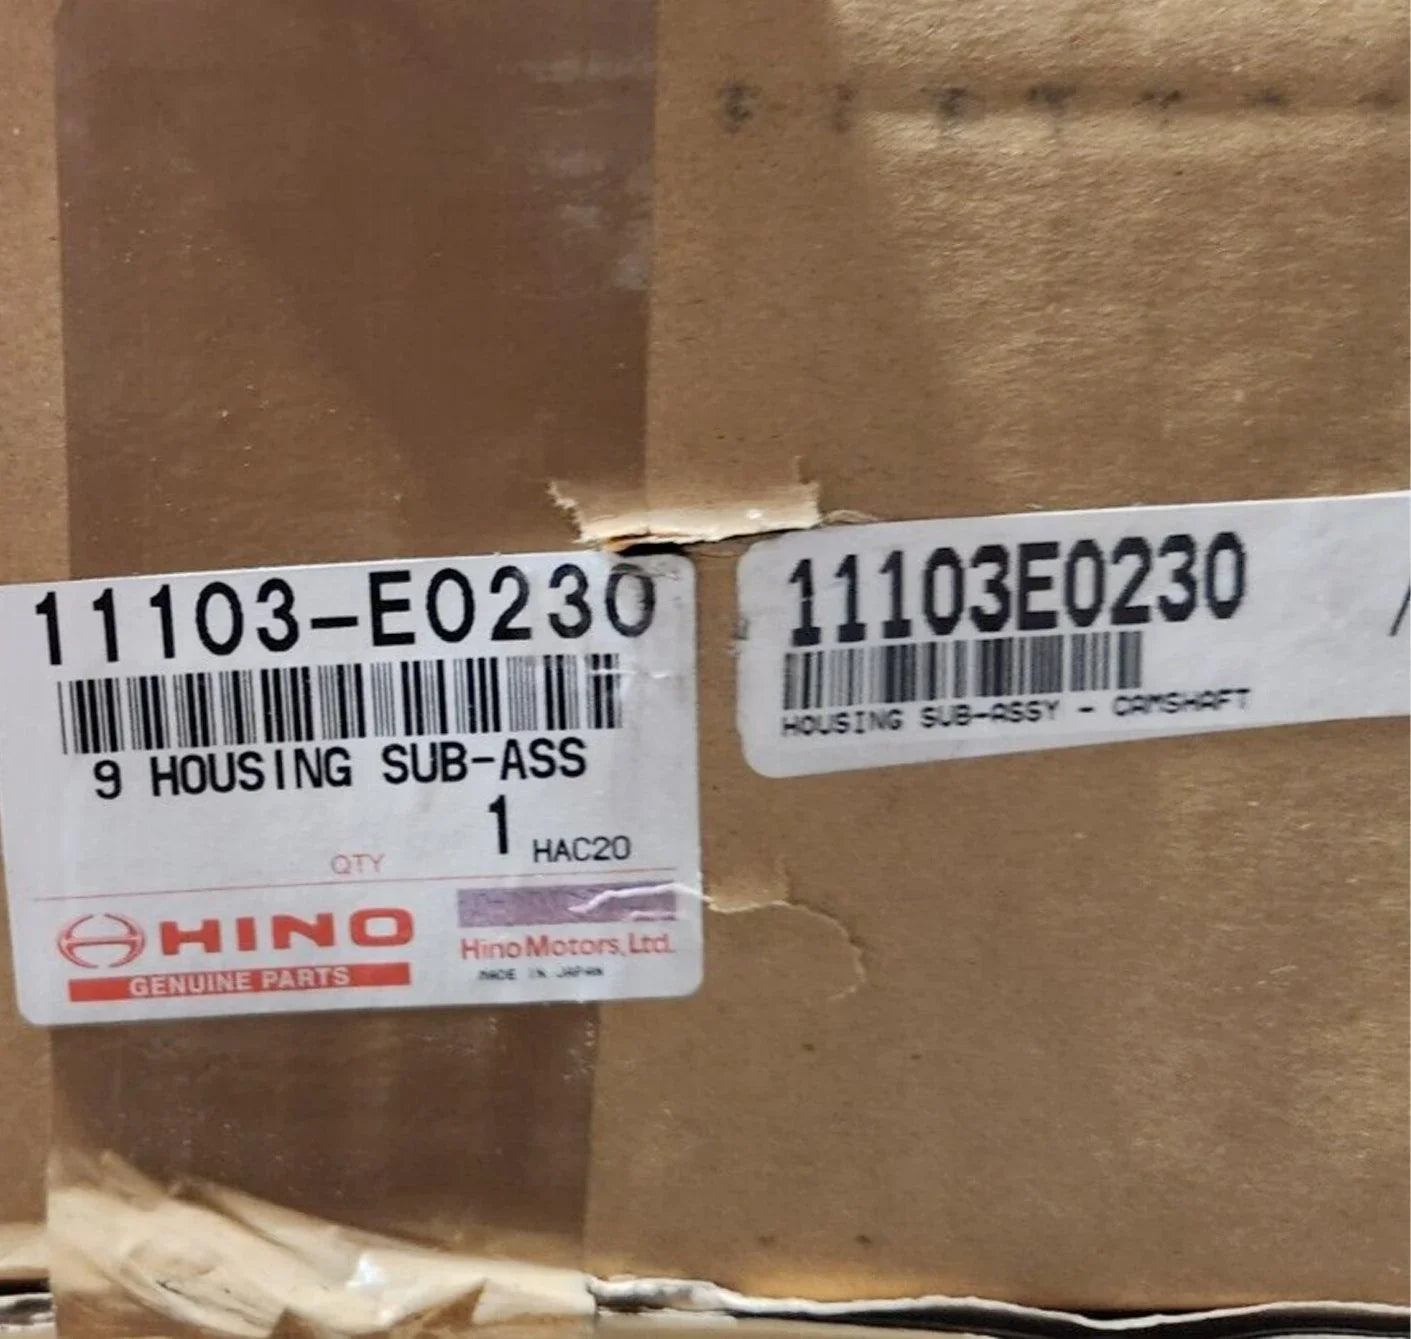 11103-E0230
9 HOUSING SUB-ASS
1 HAC20
QTY
HINO
GENUINE PARTS
Hino Motors, Ltd.
MADE IN JAPAN
11103E0230
HOUSING SUB-ASSY - CAMSHAFT